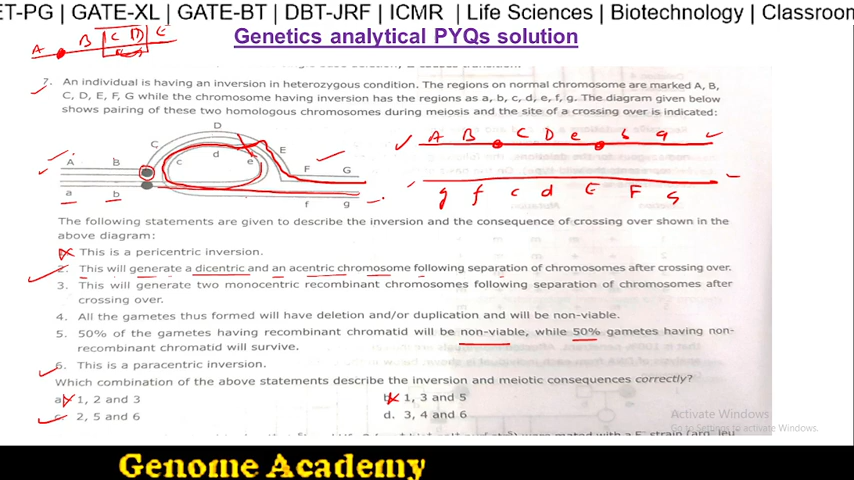 ET-PG | GATE-XL | GATE-BT | DBT-JRF | ICMR | Life Sciences | Biotechnology | Classroom
Genetics analytical PYQs solution
A B C D E
7. An individual is having an inversion in heterozygous condition. The regions on normal chromosome are marked A, B,
C, D, E, F, G while the chromosome having inversion has the regions as a, b, c, d, e, f, g. The diagram given below
shows pairing of these two homologous chromosomes during meiosis and the site of a crossing over is indicated:
A B C D E F G
a b c d e f g
A B C D e
g f c d E F G
The following statements are given to describe the inversion and the consequence of crossing over shown in the
above diagram:
1. This is a pericentric inversion.
2. This will generate a dicentric and an acentric chromosome following separation of chromosomes after crossing over.
3. This will generate two monocentric recombinant chromosomes following separation of chromosomes after
crossing over.
4. All the gametes thus formed will have deletion and/or duplication and will be non-viable.
5. 50% of the gametes having recombinant chromatid will be non-viable, while 50% gametes having non-
recombinant chromatid will survive.
6. This is a paracentric inversion.
Which combination of the above statements describe the inversion and meiotic consequences correctly?
a. 1, 2 and 3 b. 1, 3 and 5
c. 2, 5 and 6 d. 3, 4 and 6
Activate Windows
Go to Settings to activate Windows.
Genome Academy